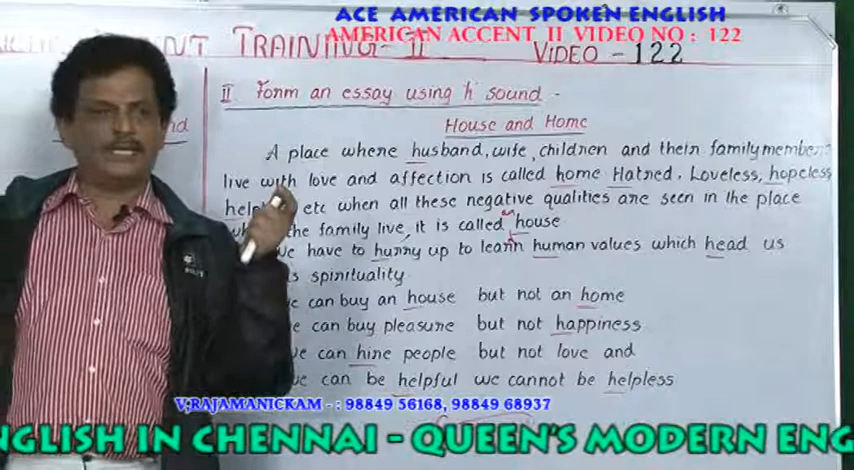 ACE AMERICAN SPOKEN ENGLISH
AMERICAN ACCENT II VIDEO NO : 122
TRAINING - II VIDEO - 122
II Form an essay using 'h' sound -
House and Home
A place where husband, wife, children and their family members
live with love and affection is called home Hatred. Loveless, hopeless
etc when all these negative qualities are seen in the place
the family live, it is called an house
have to hurry up to learn human values which head us
spirituality
can buy an house but not an home
can buy pleasure but not happiness
can hire people but not love and
can be helpful we cannot be helpless
V;RAJAMANICKAM -: 98849 56168, 98849 68937
ENGLISH IN CHENNAI - QUEEN'S MODERN